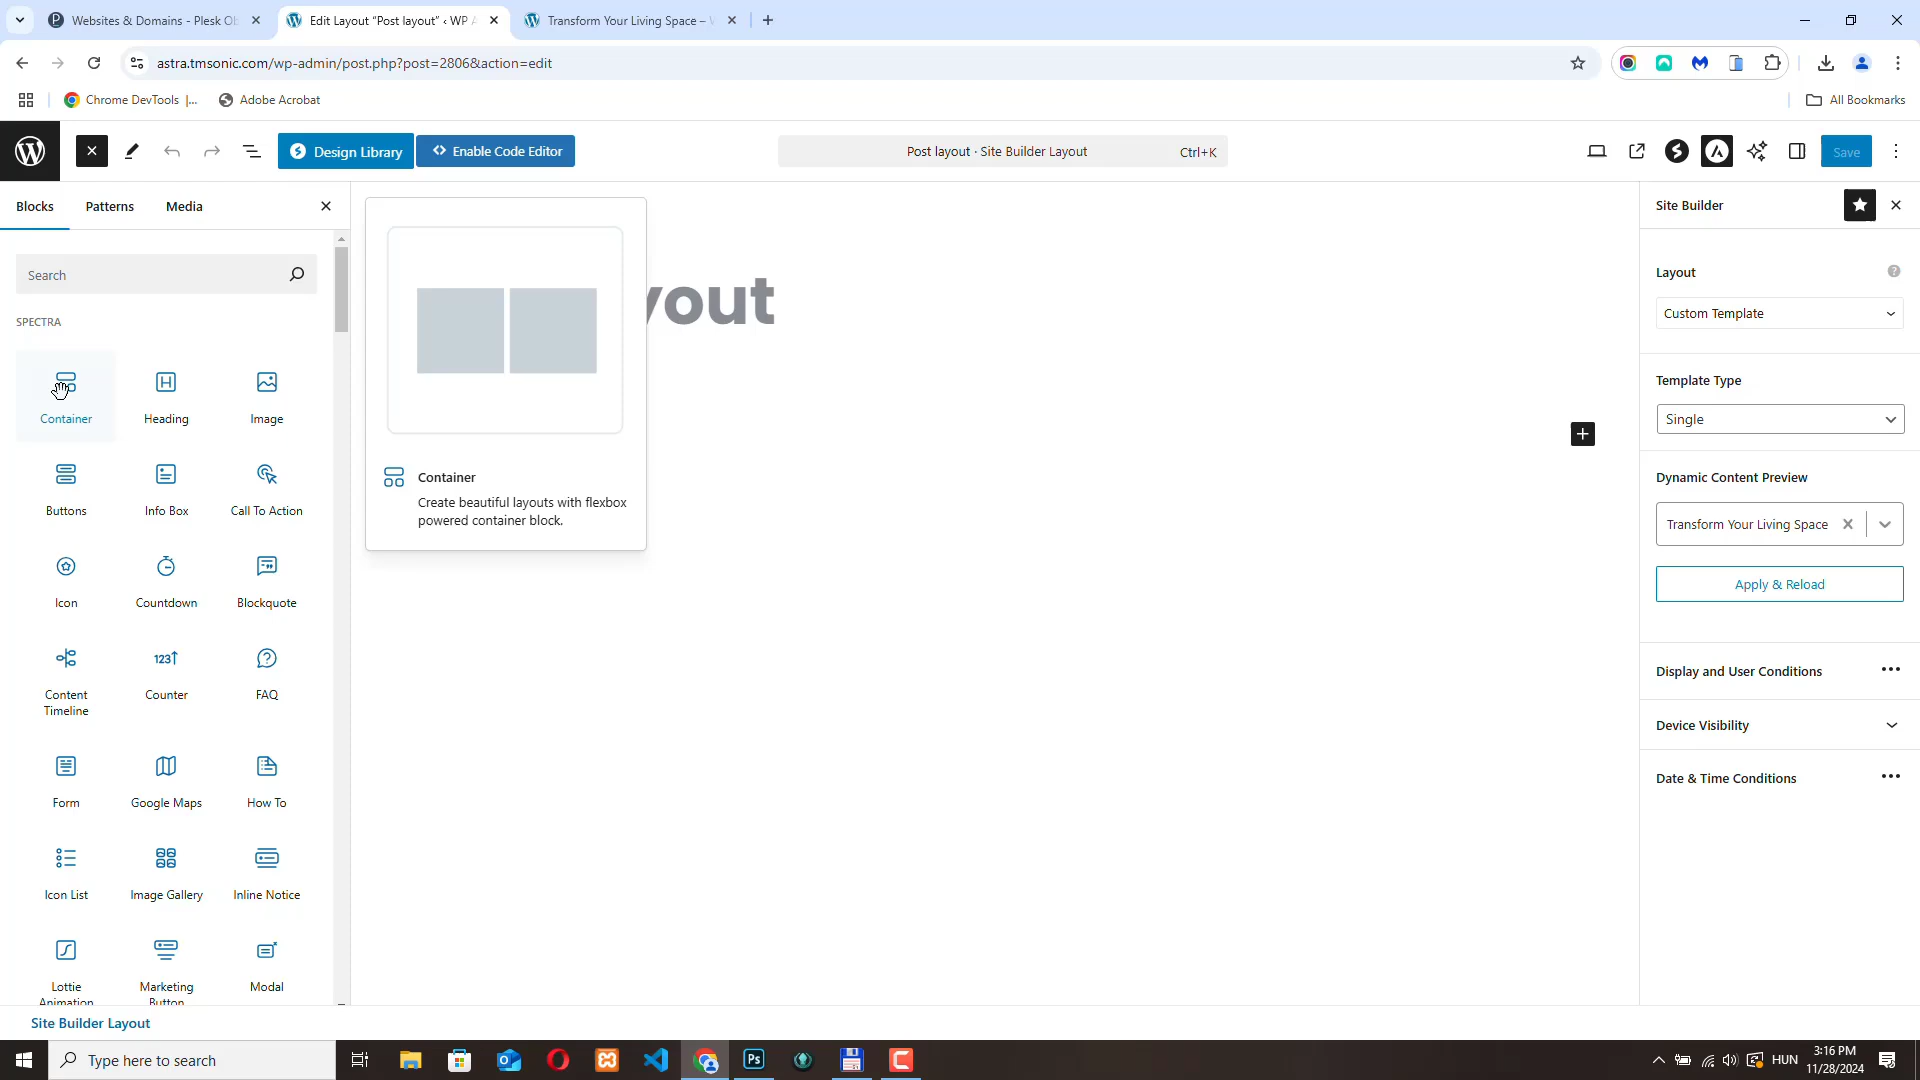 Websites & Domains - Plesk Ob
Edit Layout “Post layout” ‹ WP A
Transform Your Living Space –
astra.tmsonic.com/wp-admin/post.php?post=2806&action=edit
Chrome DevTools |...
Adobe Acrobat
All Bookmarks
Design Library
Enable Code Editor
Post layout · Site Builder Layout
Ctrl+K
Save
Blocks
Patterns
Media
Search
SPECTRA
Container
Heading
Image
Buttons
Info Box
Call To Action
Icon
Countdown
Blockquote
Content
Timeline
Counter
FAQ
Form
Google Maps
How To
Icon List
Image Gallery
Inline Notice
Lottie
Animation
Marketing
Button
Modal
yout
Container
Create beautiful layouts with flexbox
powered container block.
Site Builder
Layout
Custom Template
Template Type
Single
Dynamic Content Preview
Transform Your Living Space
Apply & Reload
Display and User Conditions
Device Visibility
Date & Time Conditions
Site Builder Layout
Type here to search
Ps
HUN
3:16 PM
11/28/2024